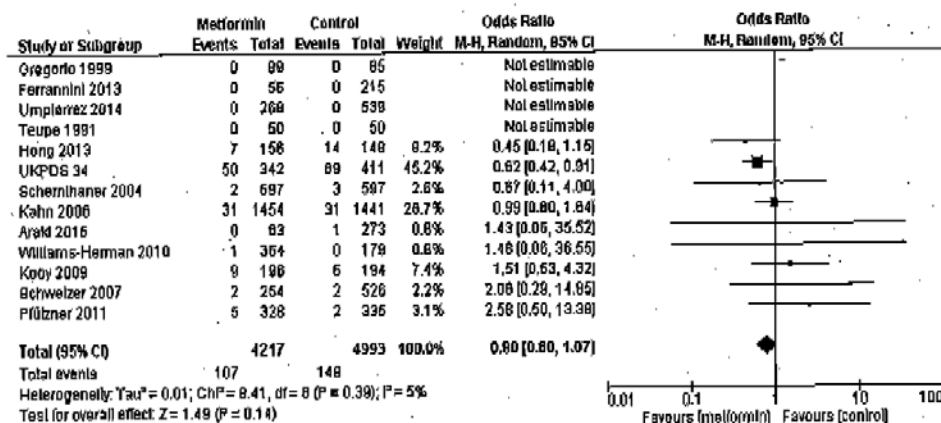 Metformin Control Odds Ratio Odds Ratio
Study or Subgroup Events Total Events Total Weight M-H, Random, 95% CI M-H, Random, 95% CI
Gregorio 1999 0 89 0 85 Not estimable
Ferrannini 2013 0 56 0 215 Not estimable
Umpierrez 2014 0 268 0 539 Not estimable
Teupe 1991 0 50 0 50 Not estimable
Hong 2013 7 156 14 148 9.2% 0.45 [0.18, 1.15]
UKPDS 34 50 342 89 411 45.2% 0.62 [0.42, 0.91]
Schernthaner 2004 2 597 3 597 2.6% 0.67 [0.11, 4.00]
Kahn 2006 31 1454 31 1441 26.7% 0.99 [0.60, 1.64]
Araki 2015 0 63 1 273 0.8% 1.43 [0.06, 35.52]
Williams-Herman 2010 1 364 0 179 0.8% 1.48 [0.06, 36.55]
Kooy 2009 9 196 6 194 7.4% 1.51 [0.53, 4.32]
Schweizer 2007 2 254 2 526 2.2% 2.08 [0.29, 14.85]
Pfützner 2011 5 328 2 335 3.1% 2.58 [0.50, 13.38]
Total (95% CI) 4217 4993 100.0% 0.80 [0.60, 1.07]
Total events 107 148
Heterogeneity: Tau² = 0.01; Chi² = 8.41, df = 8 (P = 0.39); I² = 5%
Test for overall effect: Z = 1.49 (P = 0.14)
0.01 0.1 1 10 100
Favours [metformin] Favours [control]